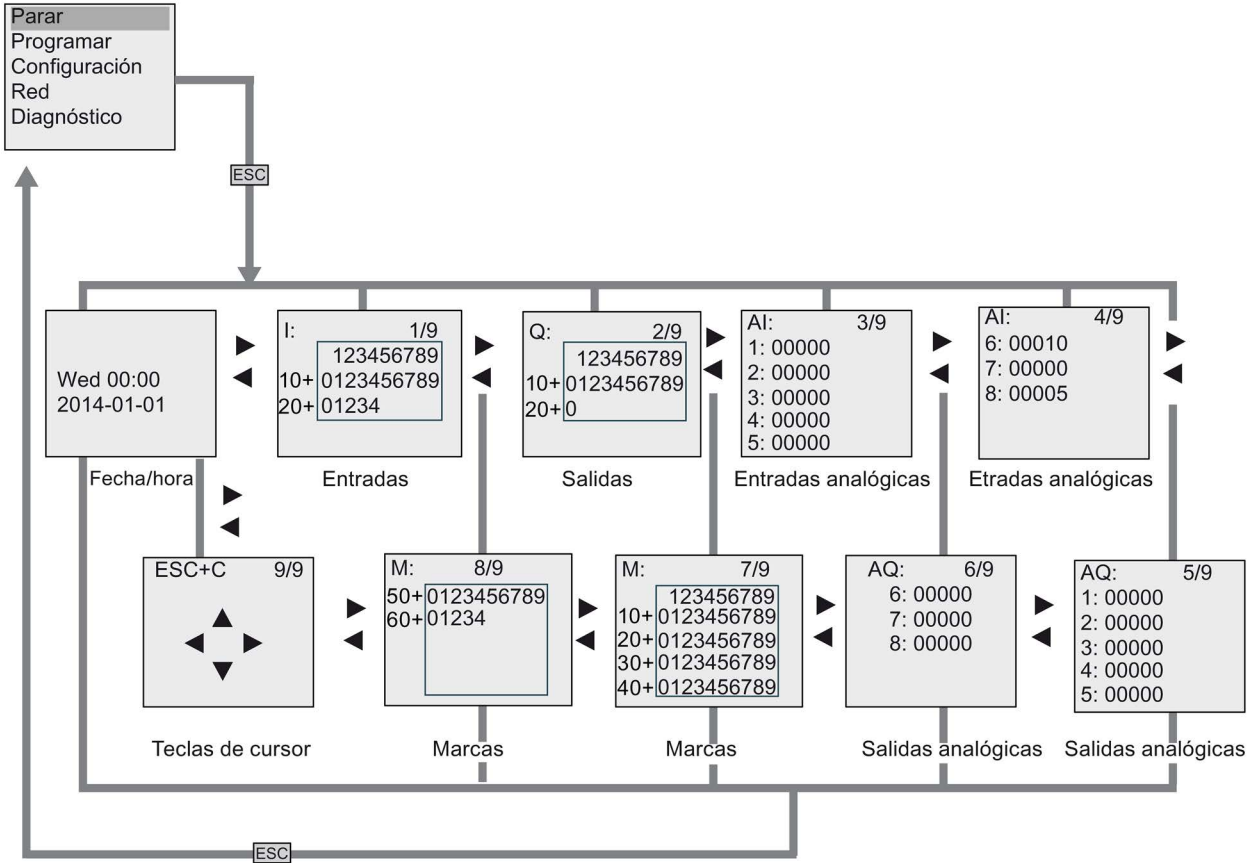 Parar
Programar
Configuración
Red
Diagnóstico
ESC
Wed 00:00
2014-01-01
Fecha/hora
I: 1/9
123456789
10+ 0123456789
20+ 01234
Entradas
Q: 2/9
123456789
10+ 0123456789
20+ 0
Salidas
AI: 3/9
1: 00000
2: 00000
3: 00000
4: 00000
5: 00000
Entradas analógicas
AI: 4/9
6: 00010
7: 00000
8: 00005
Etradas analógicas
ESC+C 9/9
Teclas de cursor
M: 8/9
50+ 0123456789
60+ 01234
Marcas
M: 7/9
123456789
10+ 0123456789
20+ 0123456789
30+ 0123456789
40+ 0123456789
Marcas
AQ: 6/9
6: 00000
7: 00000
8: 00000
Salidas analógicas
AQ: 5/9
1: 00000
2: 00000
3: 00000
4: 00000
5: 00000
Salidas analógicas
ESC